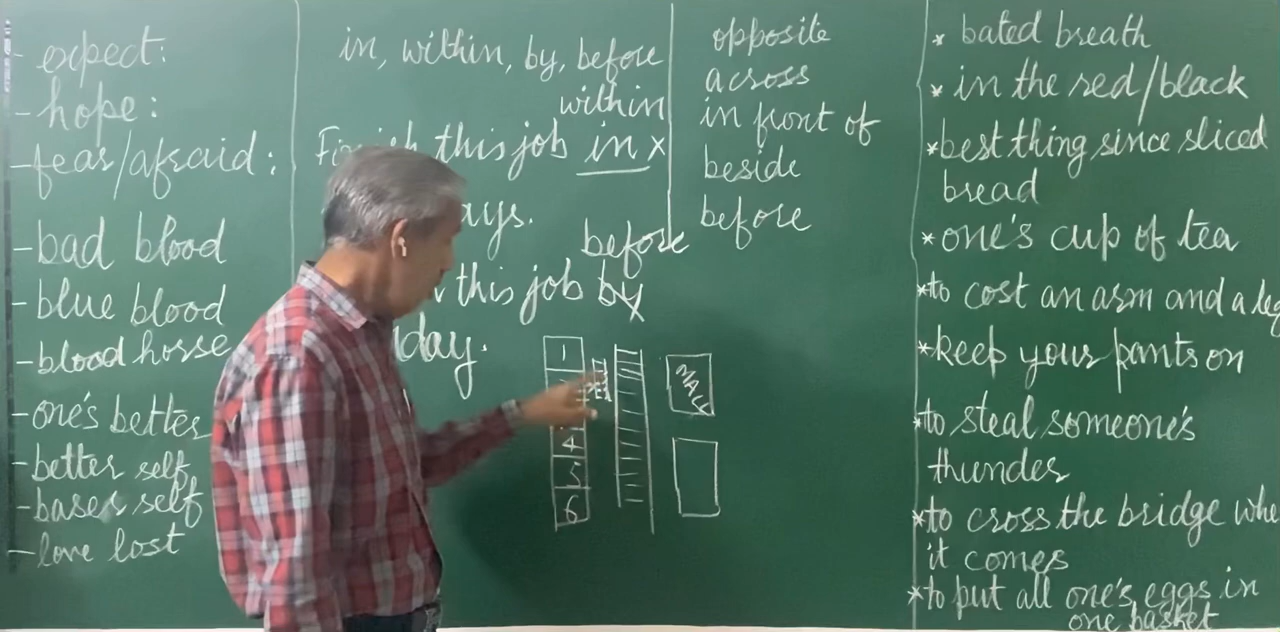 - expect:
- hope:
- fear/afraid:
- bad blood
- blue blood
- blood horse
- one's better
- better self
- baser self
- love lost
in, within, by, before
within
this job in x
ays.
before
this job by
day.
1
4
5
6
MALL
opposite
across
in front of
beside
before
* bated breath
* in the red/black
* best thing since sliced
bread
* one's cup of tea
* to cost an arm and a leg
* keep your pants on
* to steal someone's
thunder
* to cross the bridge whe
it comes
* to put all one's eggs in
one basket